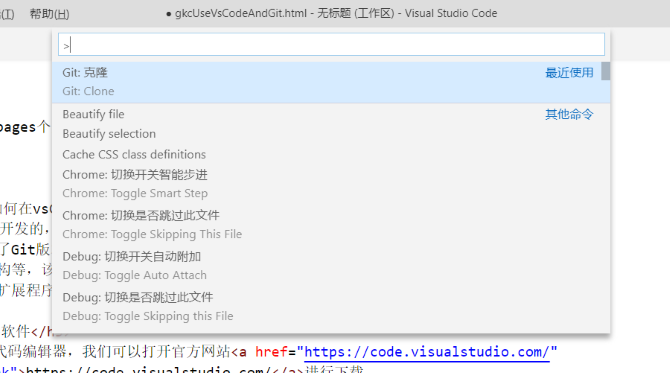 (T) 帮助(H) ● gkcUseVsCodeAndGit.html - 无标题 (工作区) - Visual Studio Code
>
Git: 克隆 最近使用
Git: Clone
Beautify file 其他命令
pages个
Beautify selection
Cache CSS class definitions
Chrome: 切换开关智能步进
Chrome: Toggle Smart Step
如何在vs
Chrome: 切换是否跳过此文件
开发的,
Chrome: Toggle Skipping This File
了Git版
Debug: 切换开关自动附加
构等，该
Debug: Toggle Auto Attach
扩展程序
Debug: 切换是否跳过此文件
Debug: Toggle Skipping this File
软件</h
代码编辑器，我们可以打开官方网站<a href="https://code.visualstudio.com/"
nk">https://code.visualstudio.com/</a>进行下载